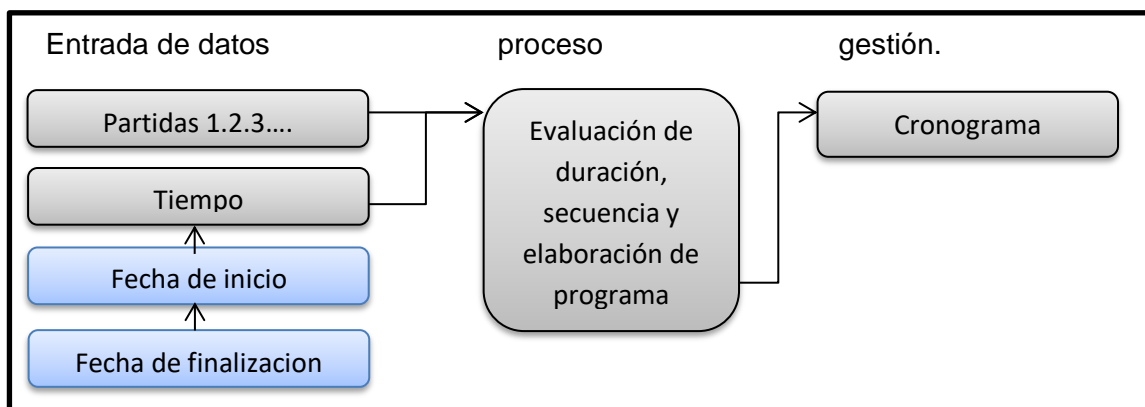 Entrada de datos
proceso
gestión.
Partidas 1.2.3....
Tiempo
Fecha de inicio
Fecha de finalizacion
Evaluación de
duración,
secuencia y
elaboración de
programa
Cronograma